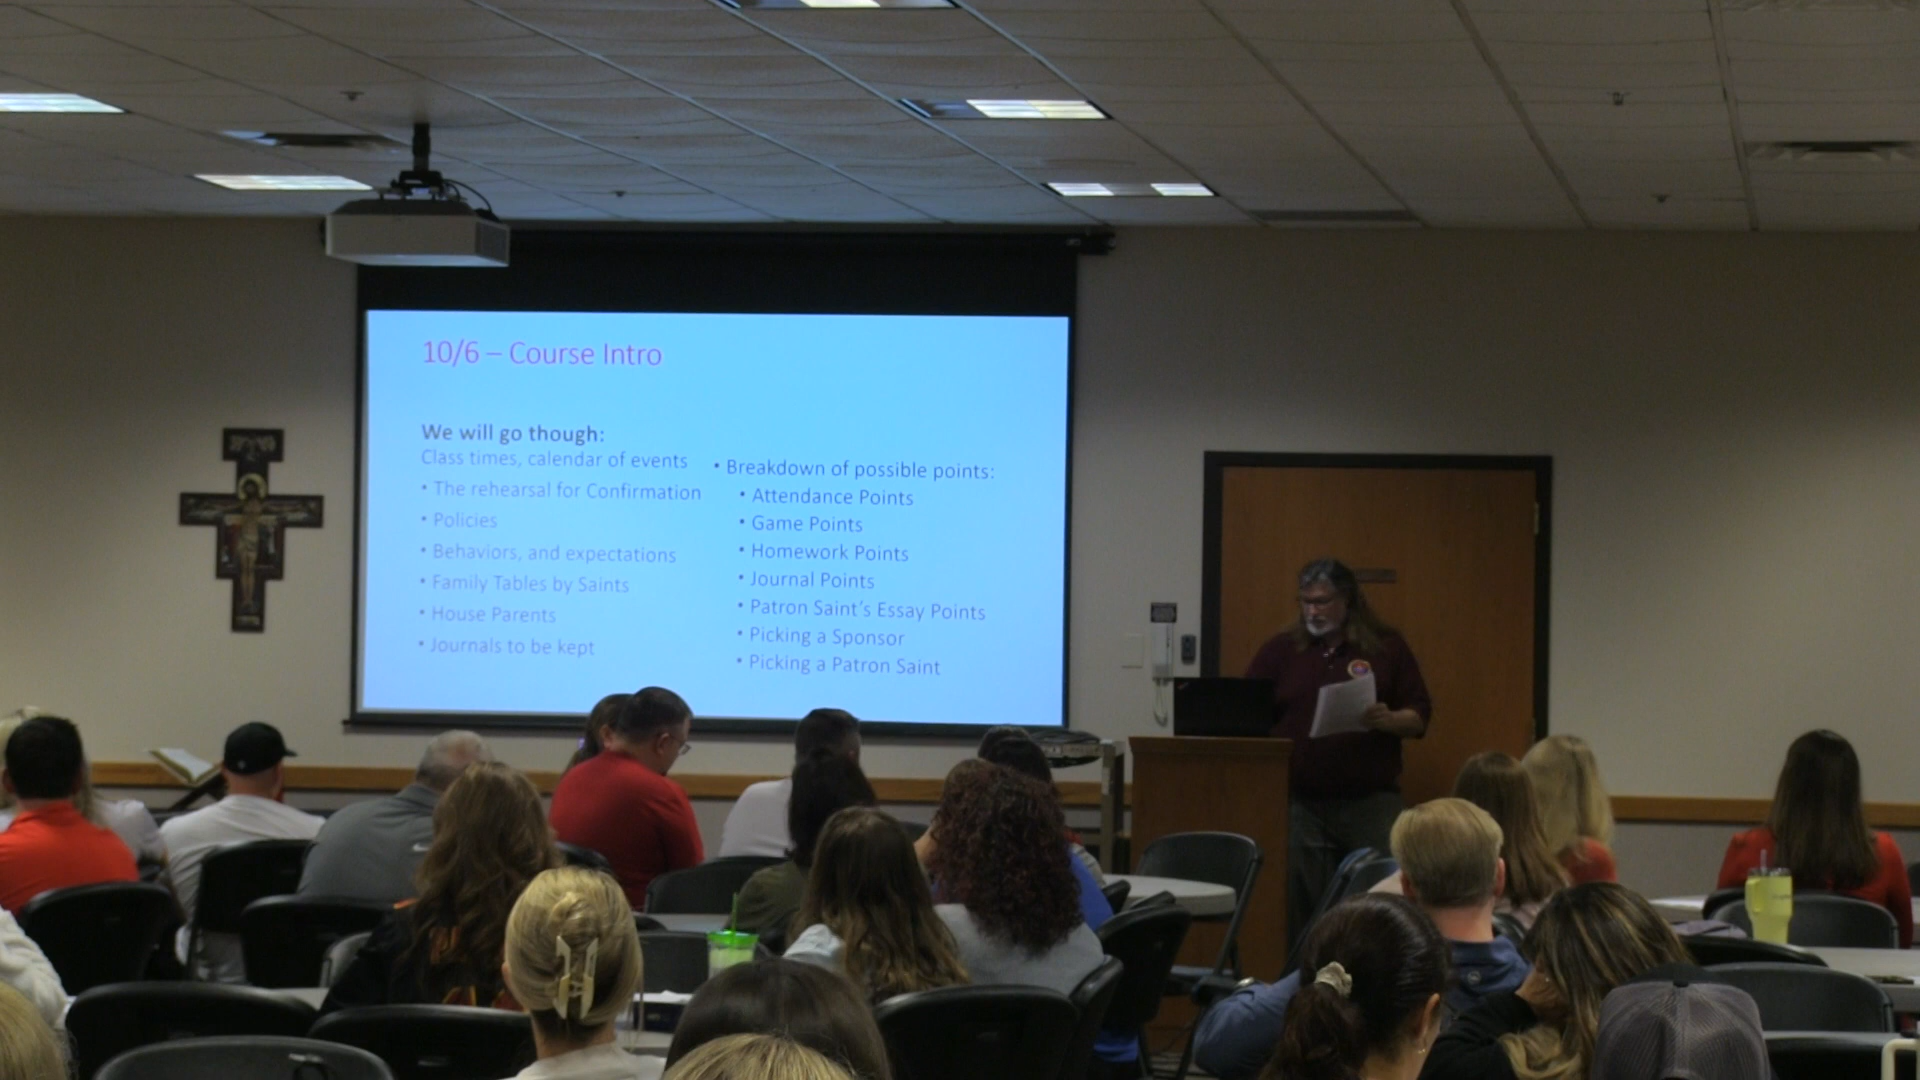 10/6 – Course Intro
We will go though:
Class times, calendar of events
• The rehearsal for Confirmation
• Policies
• Behaviors, and expectations
• Family Tables by Saints
• House Parents
• Journals to be kept
• Breakdown of possible points:
• Attendance Points
• Game Points
• Homework Points
• Journal Points
• Patron Saint’s Essay Points
• Picking a Sponsor
• Picking a Patron Saint